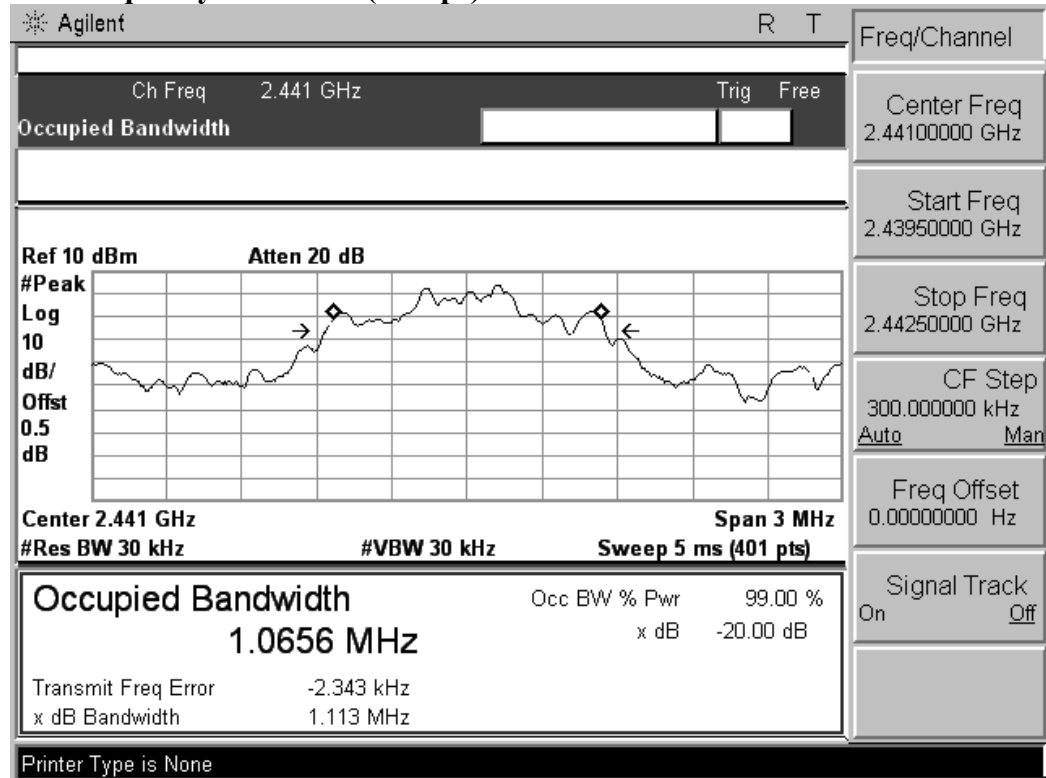 Agilent R T
Ch Freq 2.441 GHz Trig Free
Occupied Bandwidth
Ref 10 dBm Atten 20 dB
#Peak
Log
10
dB/
Offst
0.5
dB
Center 2.441 GHz Span 3 MHz
#Res BW 30 kHz #VBW 30 kHz Sweep 5 ms (401 pts)
Occupied Bandwidth
1.0656 MHz
Occ BW % Pwr 99.00 %
x dB -20.00 dB
Transmit Freq Error -2.343 kHz
x dB Bandwidth 1.113 MHz
Printer Type is None
Freq/Channel
Center Freq
2.44100000 GHz
Start Freq
2.43950000 GHz
Stop Freq
2.44250000 GHz
CF Step
300.000000 kHz
Auto Man
Freq Offset
0.00000000 Hz
Signal Track
On Off